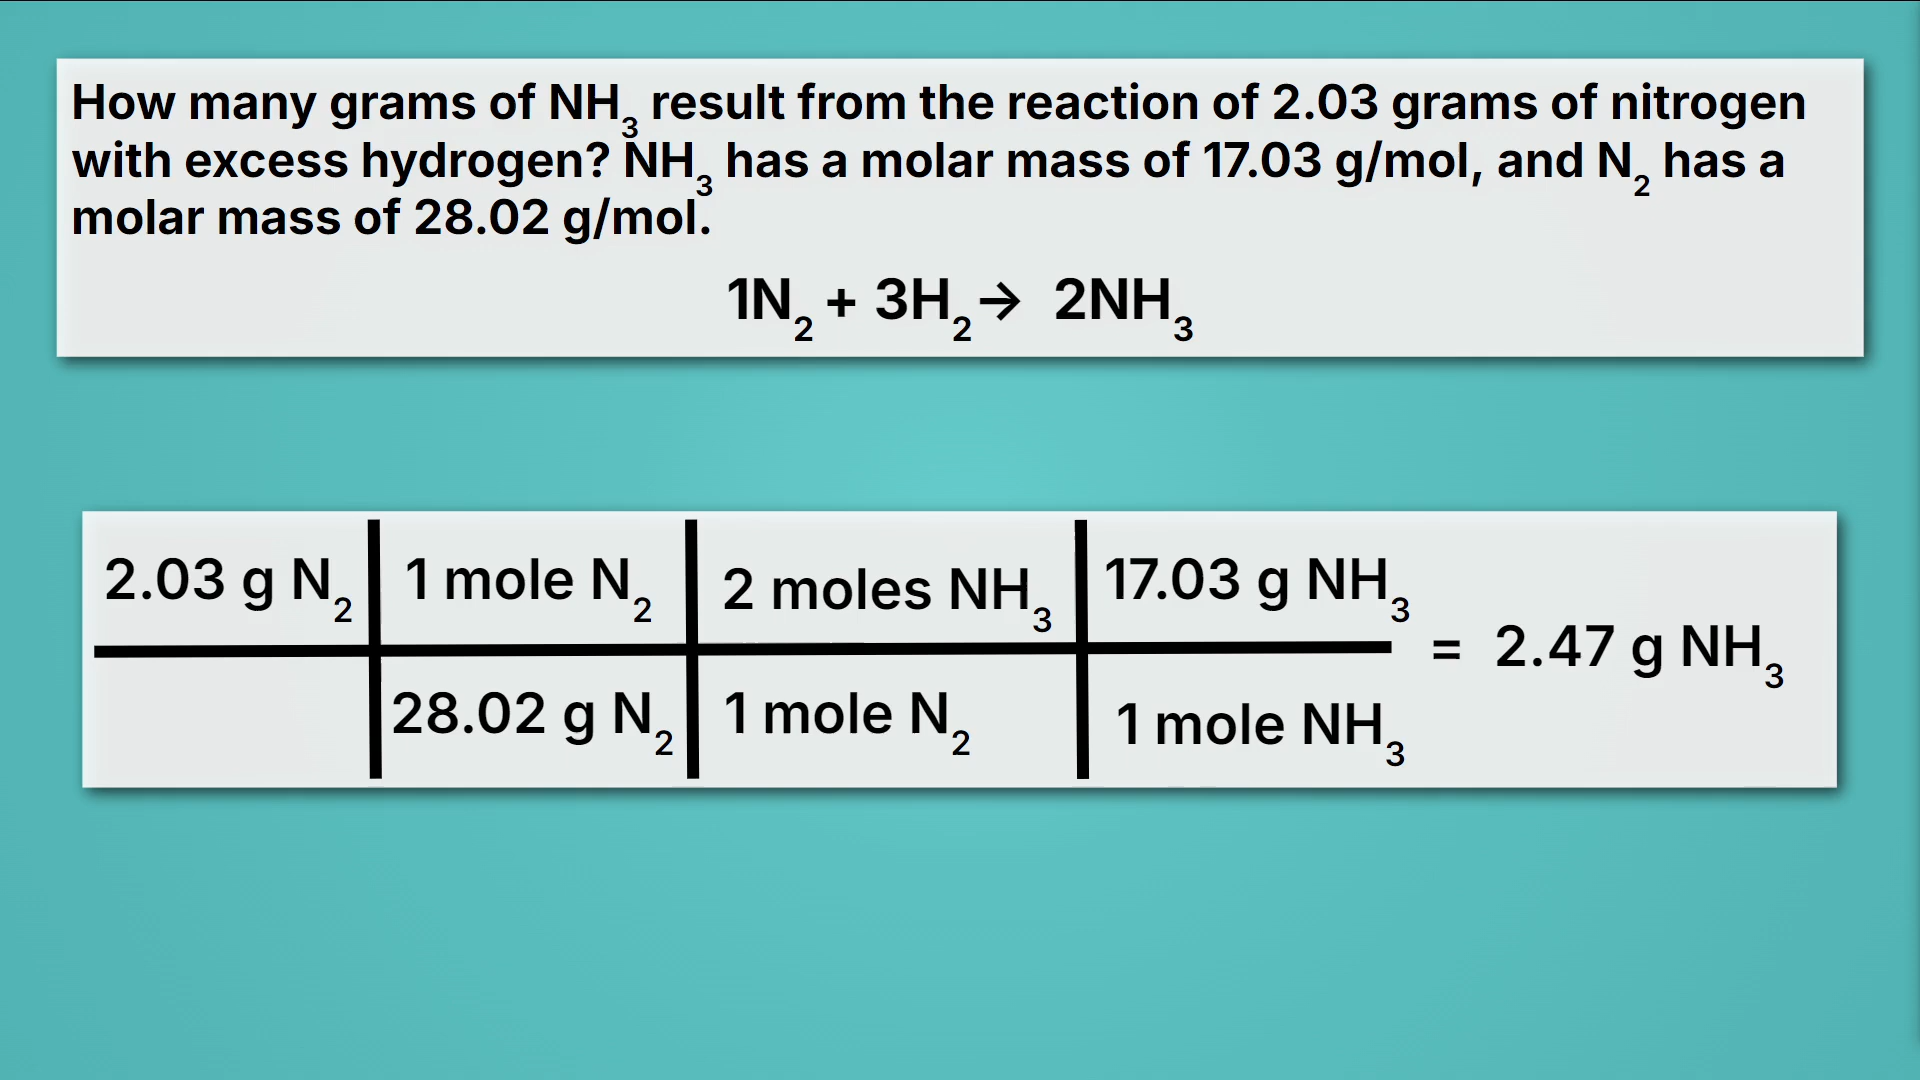 How many grams of NH₃ result from the reaction of 2.03 grams of nitrogen
with excess hydrogen? NH₃ has a molar mass of 17.03 g/mol, and N₂ has a
molar mass of 28.02 g/mol.
1N₂ + 3H₂ → 2NH₃
2.03 g N₂ 1 mole N₂ 2 moles NH₃ 17.03 g NH₃
= 2.47 g NH₃
28.02 g N₂ 1 mole N₂ 1 mole NH₃